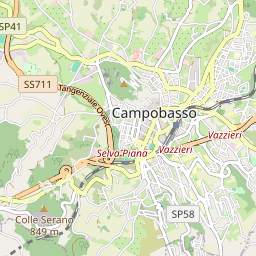 SP41
SS711
Tangenziale Ovest
Campobasso
Vazzieri
Selva Piana
Vazzieri
SP58
Colle Serano
849 m